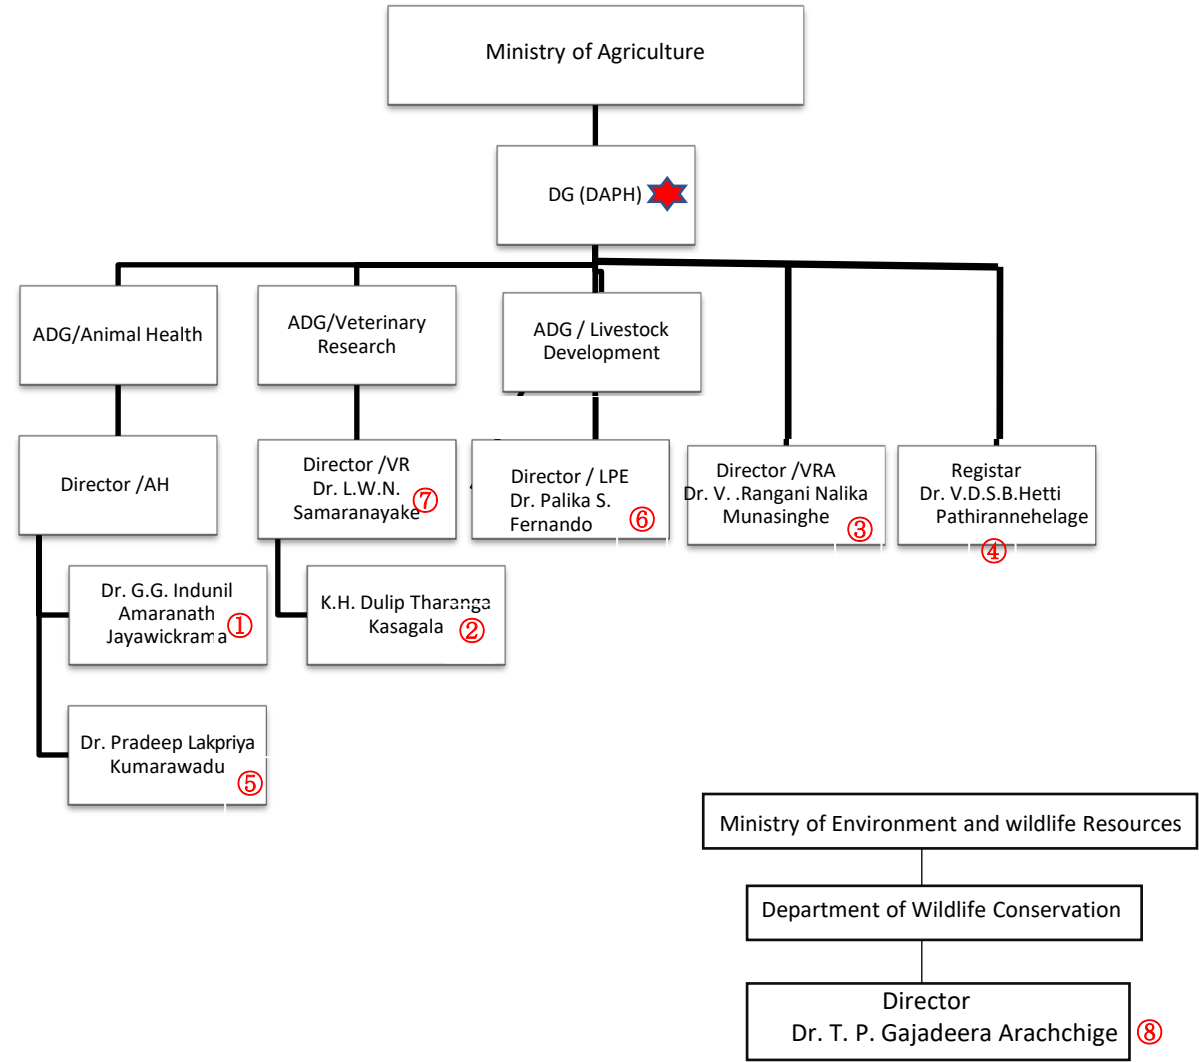 Ministry of Agriculture
DG (DAPH)
ADG/Animal Health
ADG/Veterinary
Research
ADG / Livestock
Development
Director /AH
Director /VR
Dr. L.W.N.
Samaranayake ⑦
Director / LPE
Dr. Palika S.
Fernando ⑥
Director /VRA
Dr. V. .Rangani Nalika
Munasinghe ③
Registar
Dr. V.D.S.B.Hetti
Pathirannehelage
④
Dr. G.G. Indunil
Amaranath
Jayawickrama ①
K.H. Dulip Tharanga
Kasagala ②
Dr. Pradeep Lakpriya
Kumarawadu ⑤
Ministry of Environment and wildlife Resources
Department of Wildlife Conservation
Director
Dr. T. P. Gajadeera Arachchige ⑧